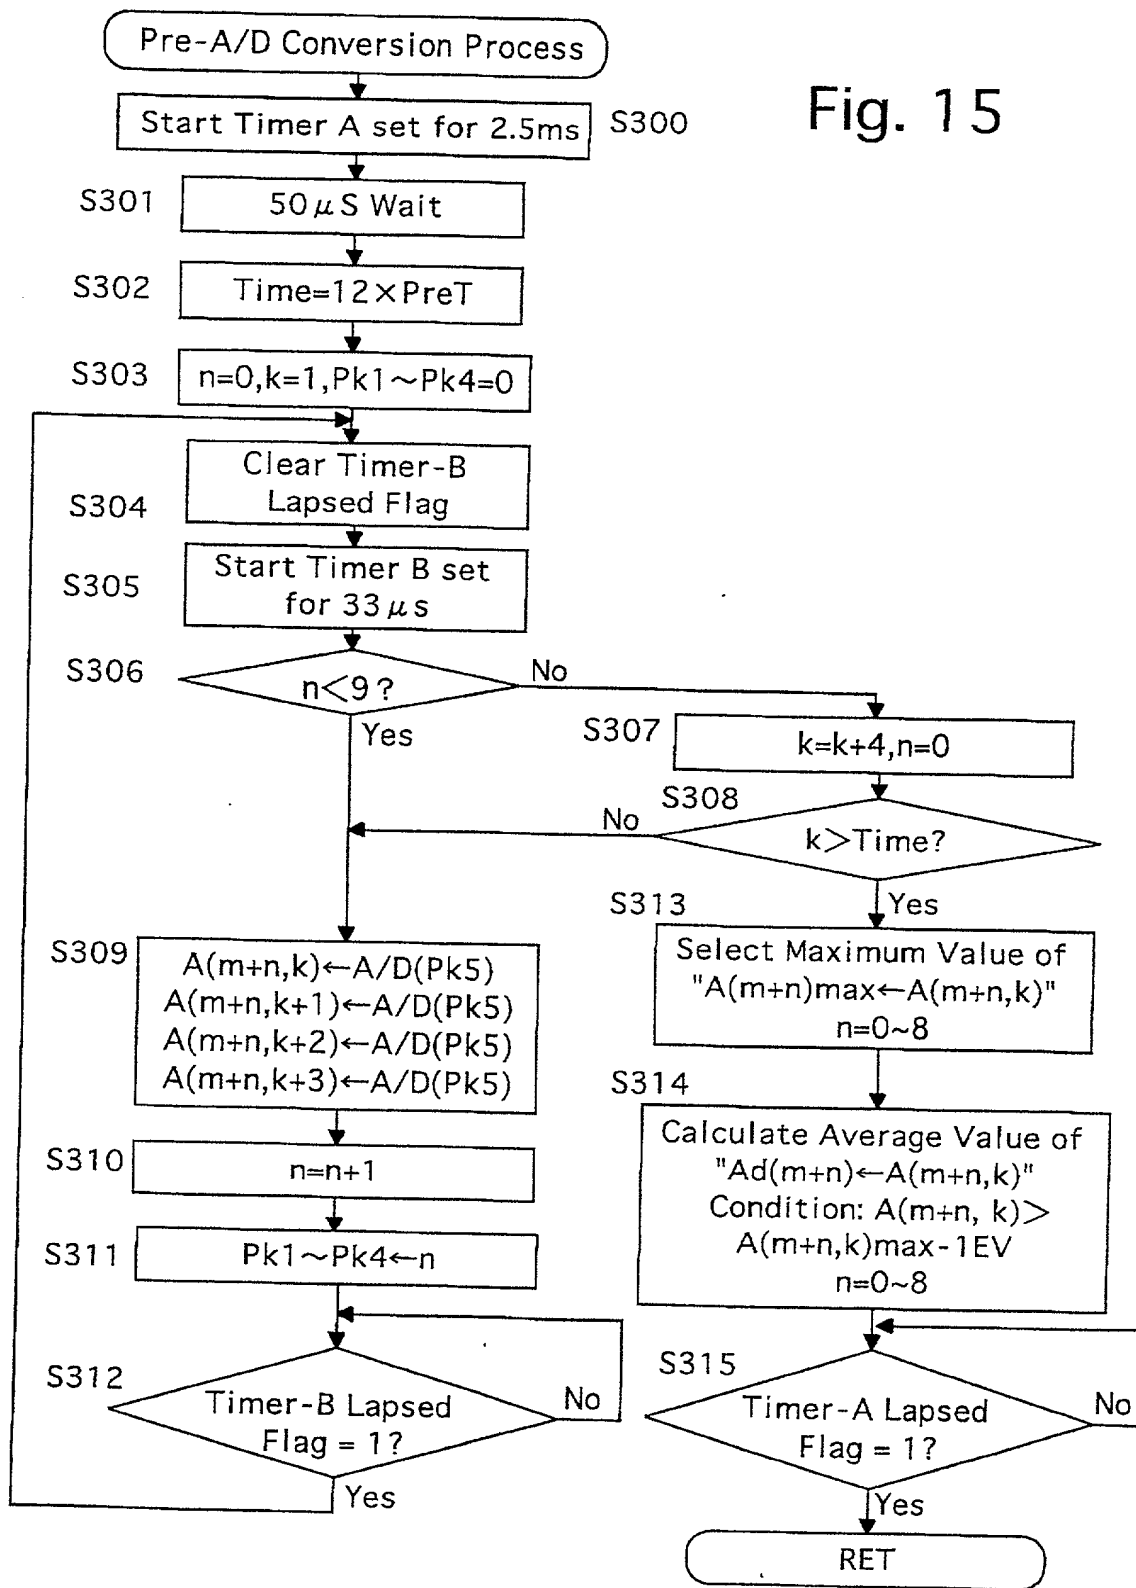 Pre-A/D Conversion Process
Fig. 15
Start Timer A set for 2.5ms
S300
S301
50μS Wait
S302
Time=12×PreT
S303
n=0,k=1,Pk1~Pk4=0
Clear Timer-B
Lapsed Flag
S304
Start Timer B set
for 33μs
S305
S306
n<9?
No
Yes
S307
k=k+4,n=0
S308
k>Time?
No
Yes
S309
A(m+n,k)←A/D(Pk5)
A(m+n,k+1)←A/D(Pk5)
A(m+n,k+2)←A/D(Pk5)
A(m+n,k+3)←A/D(Pk5)
S310
n=n+1
S311
Pk1~Pk4←n
S312
Timer-B Lapsed
Flag = 1?
No
Yes
S313
Select Maximum Value of
"A(m+n)max←A(m+n,k)"
n=0~8
S314
Calculate Average Value of
"Ad(m+n)←A(m+n,k)"
Condition: A(m+n, k)>
A(m+n,k)max-1EV
n=0~8
S315
Timer-A Lapsed
Flag = 1?
No
Yes
RET